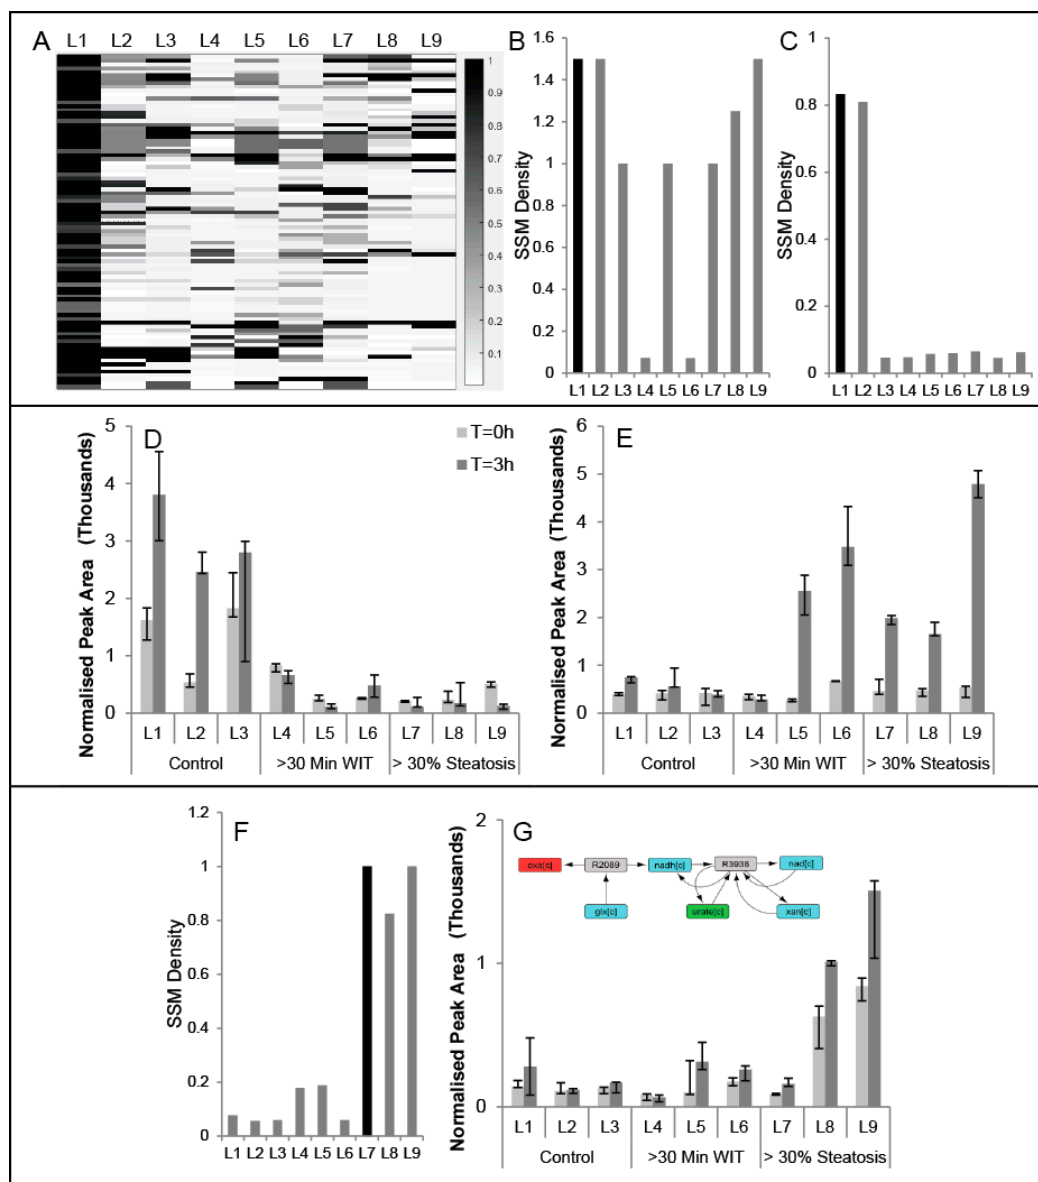 A
L1 L2 L3 L4 L5 L6 L7 L8 L9
1
0.9
0.8
0.7
0.6
0.5
0.4
0.3
0.2
0.1
B
SSM Density
1.6
1.4
1.2
1
0.8
0.6
0.4
0.2
0
L1 L2 L3 L4 L5 L6 L7 L8 L9
C
SSM Density
1
0.8
0.6
0.4
0.2
0
L1 L2 L3 L4 L5 L6 L7 L8 L9
D
Normalised Peak Area (Thousands)
5
4
3
2
1
0
T=0h
T=3h
L1 L2 L3 L4 L5 L6 L7 L8 L9
Control >30 Min WIT > 30% Steatosis
E
Normalised Peak Area (Thousands)
6
5
4
3
2
1
0
L1 L2 L3 L4 L5 L6 L7 L8 L9
Control >30 Min WIT > 30% Steatosis
F
SSM Density
1.2
1
0.8
0.6
0.4
0.2
0
L1 L2 L3 L4 L5 L6 L7 L8 L9
G
Normalised Peak Area (Thousands)
2
1
0
oxa[c] R2089 nadh[c] R3938 nad[c]
glx[c] urate[c] xan[c]
L1 L2 L3 L4 L5 L6 L7 L8 L9
Control >30 Min WIT > 30% Steatosis